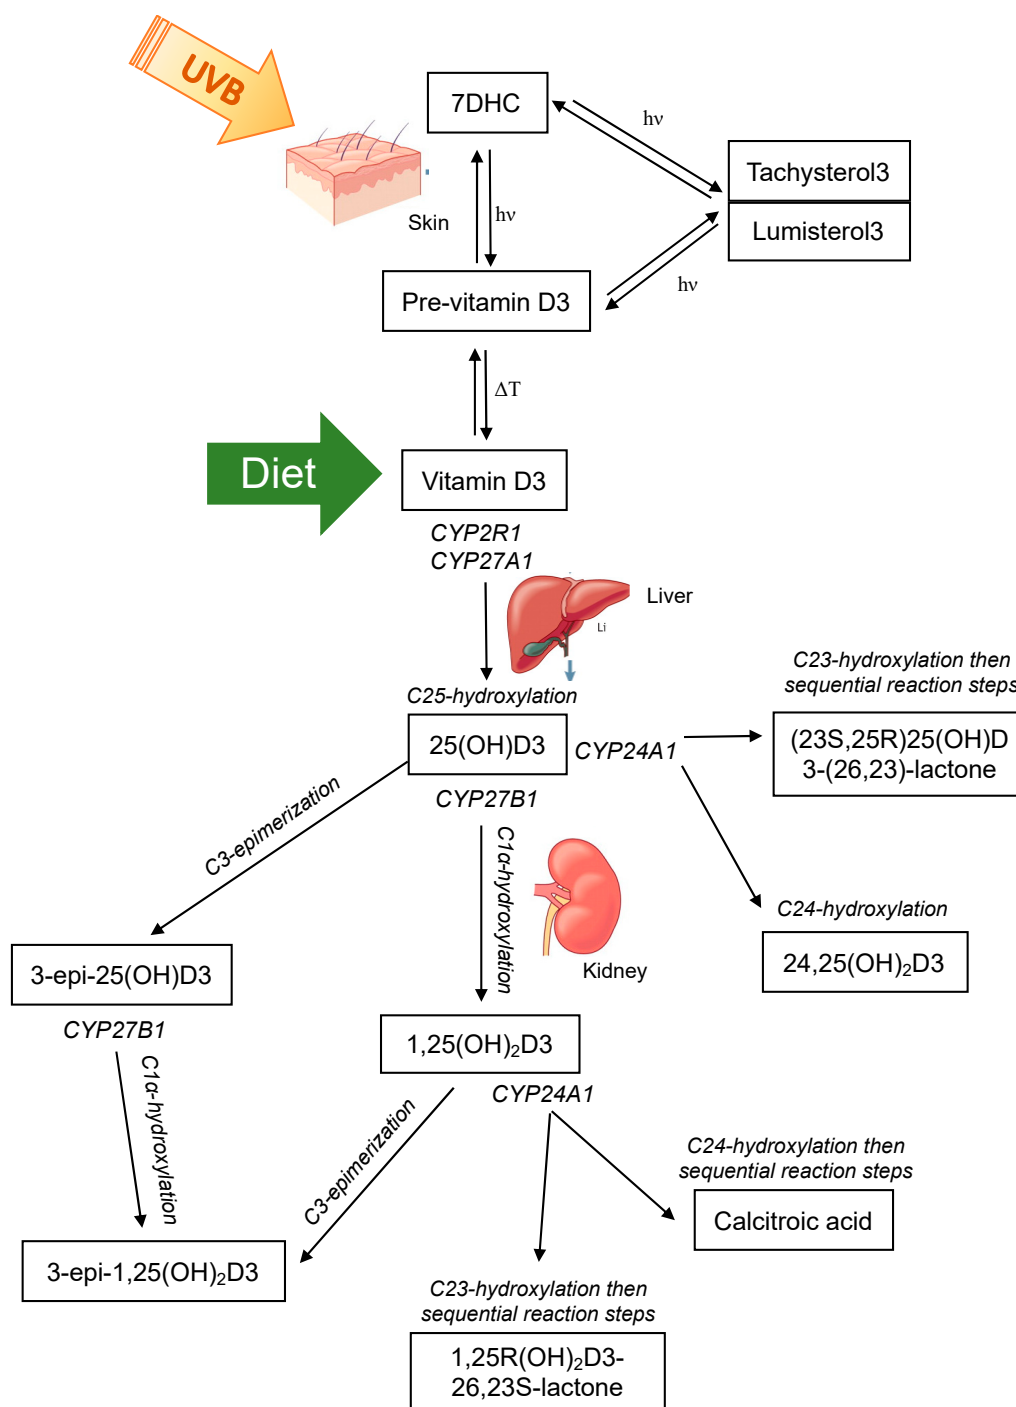 UVB
7DHC
hν
Tachysterol3
Lumisterol3
Skin
hν
hν
Pre-vitamin D3
ΔT
Diet
Vitamin D3
CYP2R1
CYP27A1
Liver
Li
C23-hydroxylation then
sequential reaction steps
C25-hydroxylation
25(OH)D3
CYP24A1
(23S,25R)25(OH)D
3-(26,23)-lactone
CYP27B1
C3-epimerization
C1α-hydroxylation
C24-hydroxylation
24,25(OH)₂D3
Kidney
3-epi-25(OH)D3
CYP27B1
1,25(OH)₂D3
CYP24A1
C1α-hydroxylation
C3-epimerization
C24-hydroxylation then
sequential reaction steps
Calcitroic acid
3-epi-1,25(OH)₂D3
C23-hydroxylation then
sequential reaction steps
1,25R(OH)₂D3-
26,23S-lactone